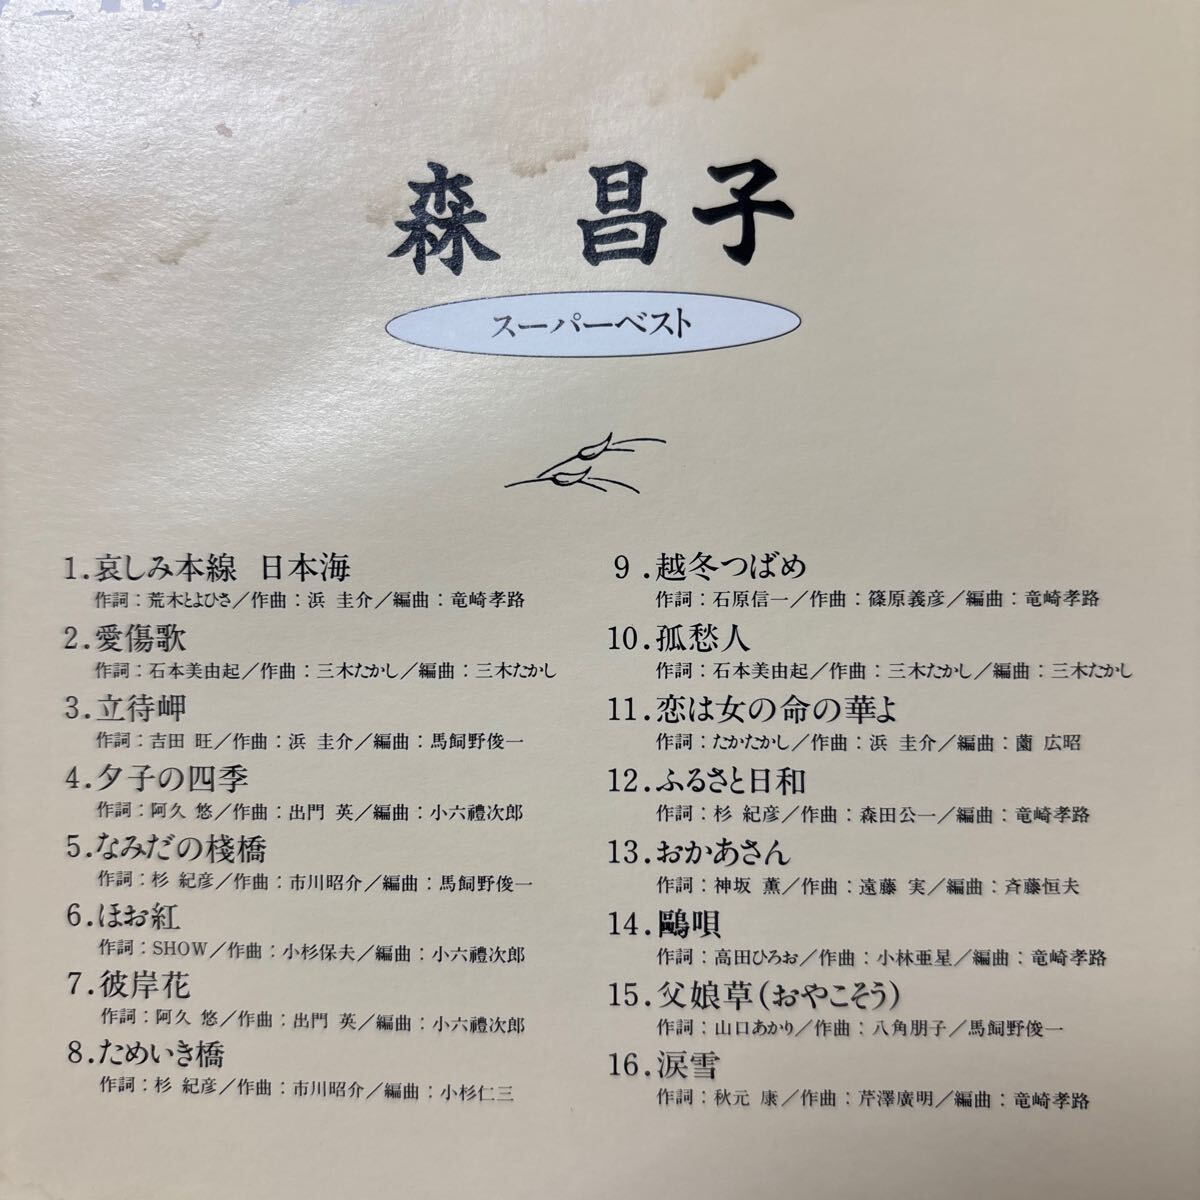 森 昌子
スーパーベスト
1.哀しみ本線 日本海
作詞：荒木とよひさ／作曲：浜 圭介／編曲：竜崎孝路
2.愛傷歌
作詞：石本美由起／作曲：三木たかし／編曲：三木たかし
3.立待岬
作詞：吉田 旺／作曲：浜 圭介／編曲：馬飼野俊一
4.夕子の四季
作詞：阿久 悠／作曲：出門 英／編曲：小六禮次郎
5.なみだの棧橋
作詞：杉 紀彦／作曲：市川昭介／編曲：馬飼野俊一
6.ほお紅
作詞：SHOW／作曲：小杉保夫／編曲：小六禮次郎
7.彼岸花
作詞：阿久 悠／作曲：出門 英／編曲：小六禮次郎
8.ためいき橋
作詞：杉 紀彦／作曲：市川昭介／編曲：小杉仁三
9.越冬つばめ
作詞：石原信一／作曲：篠原義彦／編曲：竜崎孝路
10.孤愁人
作詞：石本美由起／作曲：三木たかし／編曲：三木たかし
11.恋は女の命の華よ
作詞：たかたかし／作曲：浜 圭介／編曲：薗 広昭
12.ふるさと日和
作詞：杉 紀彦／作曲：森田公一／編曲：竜崎孝路
13.おかあさん
作詞：神坂 薫／作曲：遠藤 実／編曲：斉藤恒夫
14.鷗唄
作詞：高田ひろお／作曲：小林亜星／編曲：竜崎孝路
15.父娘草（おやこそう）
作詞：山口あかり／作曲：八角朋子／馬飼野俊一
16.涙雪
作詞：秋元 康／作曲：芹澤廣明／編曲：竜崎孝路